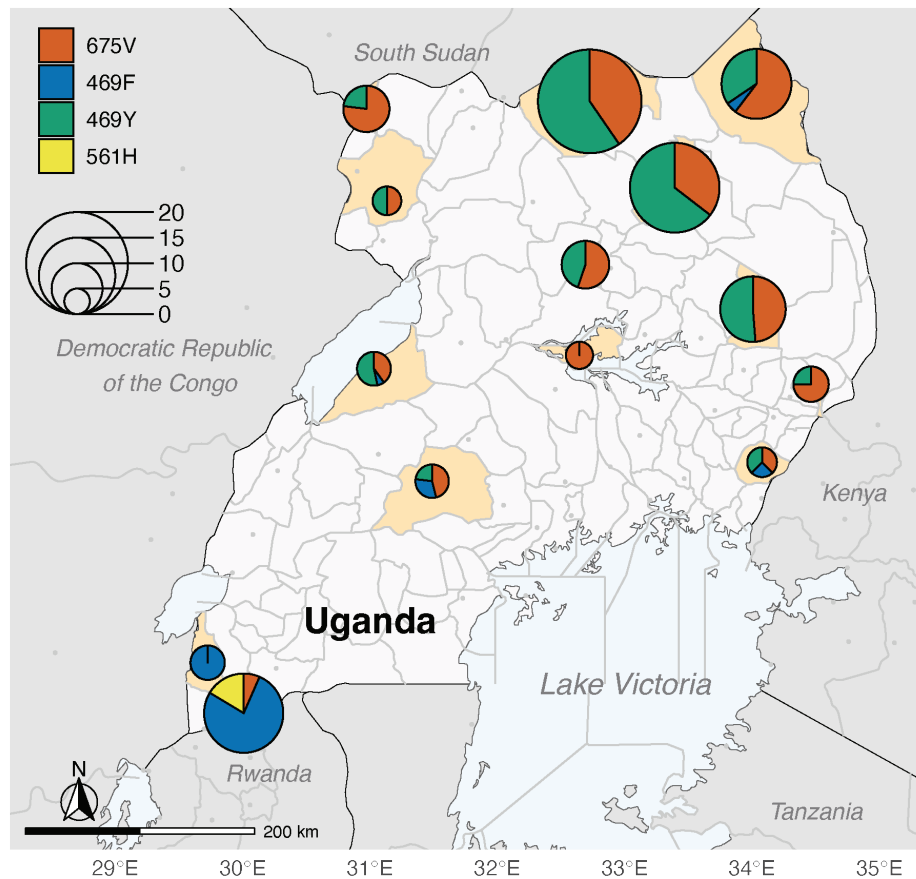 675V
469F
469Y
561H
20
15
10
5
0
South Sudan
Democratic Republic
of the Congo
Kenya
Uganda
Lake Victoria
Rwanda
Tanzania
N
200 km
29°E
30°E
31°E
32°E
33°E
34°E
35°E